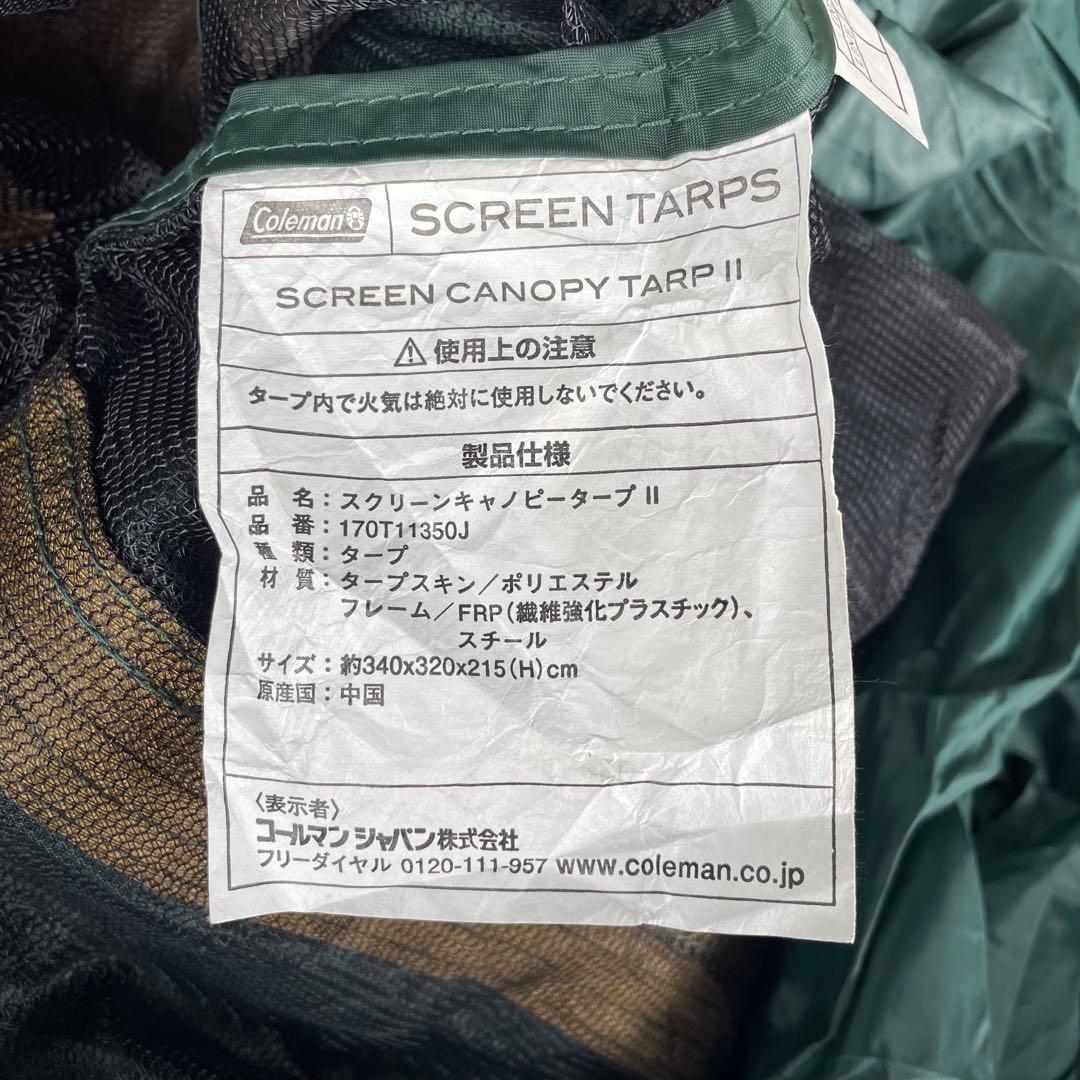 Coleman SCREEN TARPS
SCREEN CANOPY TARP II
使用上の注意
タープ内で火気は絶対に使用しないでください。
製品仕様
品 名：スクリーンキャノピータープ II
品 番：170T11350J
種 類：タープ
材 質：タープスキン／ポリエステル
フレーム／FRP（繊維強化プラスチック）、
スチール
サイズ：約340x320x215（H）cm
原産国：中国
〈表示者〉
コールマン ジャパン株式会社
フリーダイヤル 0120-111-957 www.coleman.co.jp